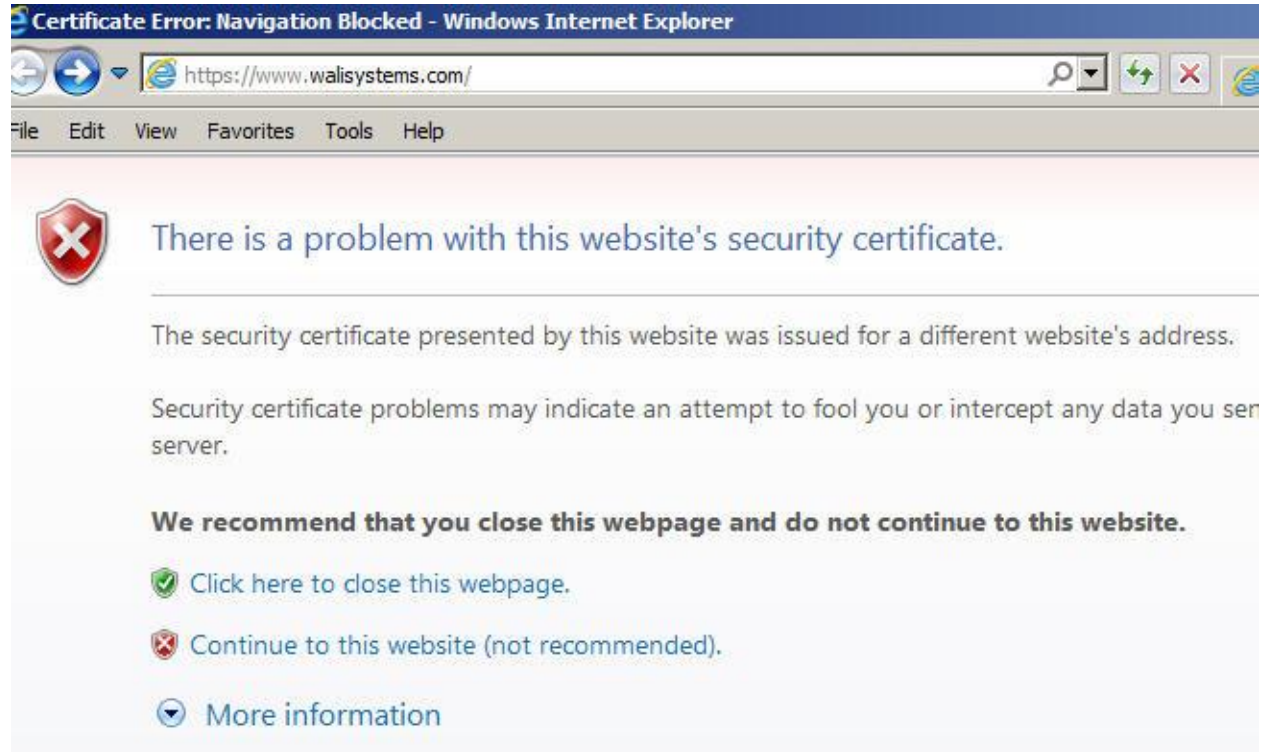 Certificate Error: Navigation Blocked - Windows Internet Explorer
https://www.walisystems.com/
File Edit View Favorites Tools Help
There is a problem with this website's security certificate.
The security certificate presented by this website was issued for a different website's address.
Security certificate problems may indicate an attempt to fool you or intercept any data you
server.
We recommend that you close this webpage and do not continue to this website.
Click here to close this webpage.
Continue to this website (not recommended).
More information